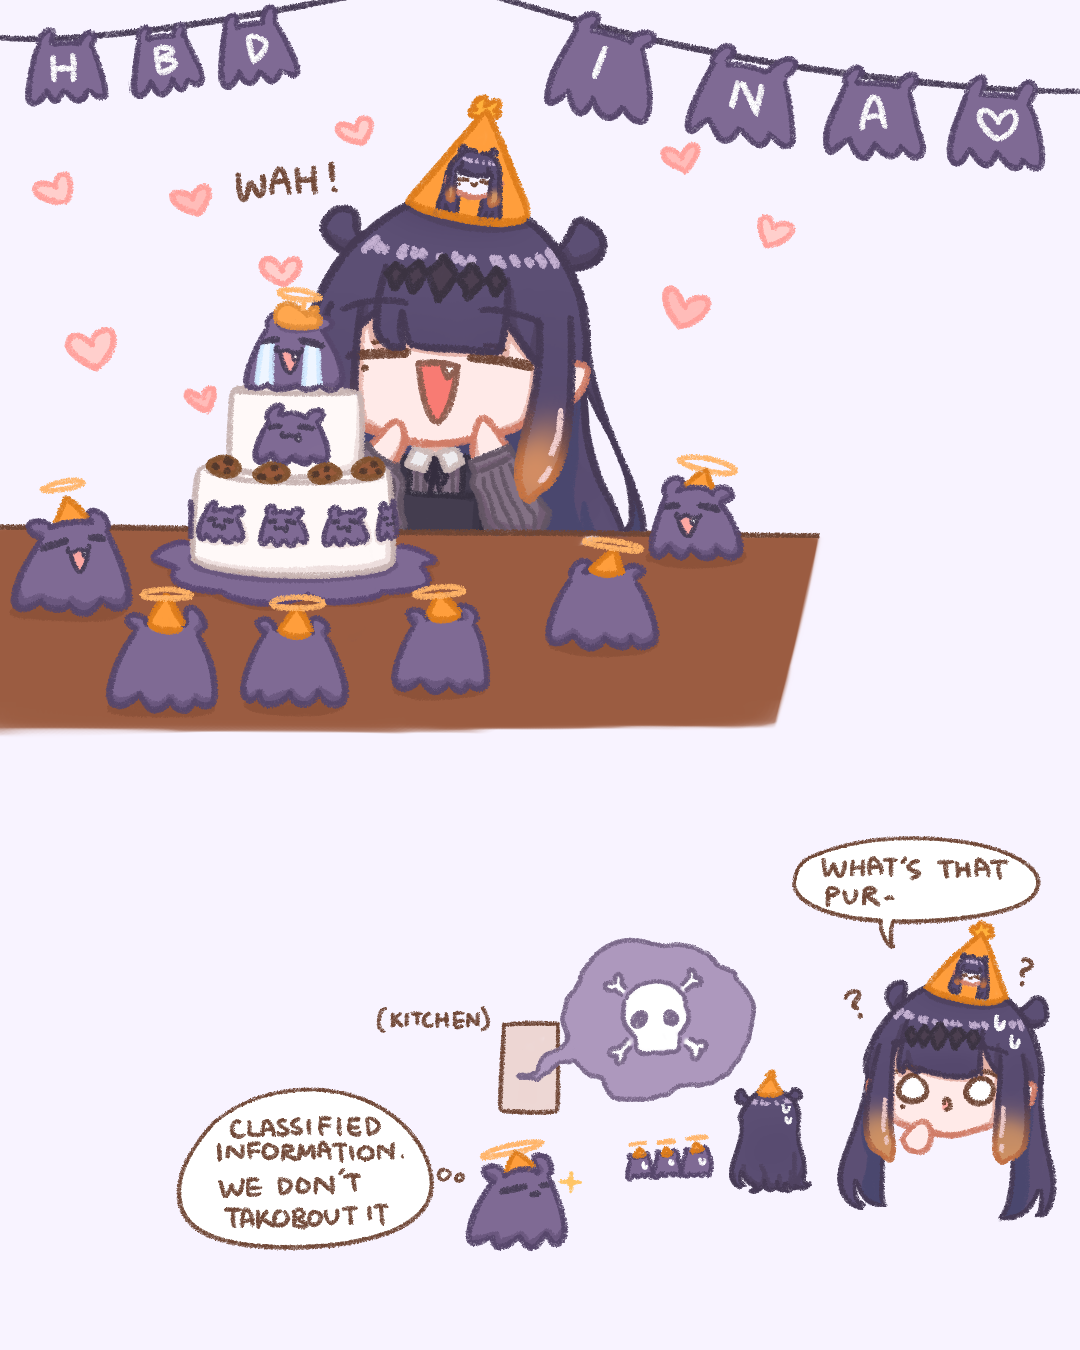 HBD
INA♡
WAH!
WHAT'S THAT
PUR-
?
?
(KITCHEN)
CLASSIFIED
INFORMATION.
WE DON'T
TAKOBOUT IT